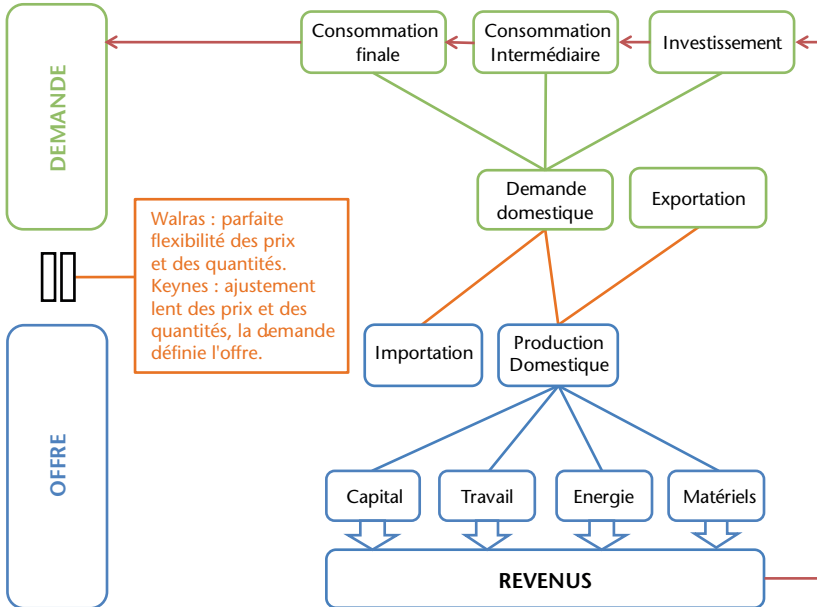 DEMANDE
Consommation
finale
Consommation
Intermédiaire
Investissement
Demande
domestique
Exportation
Walras : parfaite
flexibilité des prix
et des quantités.
Keynes : ajustement
lent des prix et des
quantités, la demande
définie l'offre.
Importation
Production
Domestique
OFFRE
Capital
Travail
Energie
Matériels
REVENUS